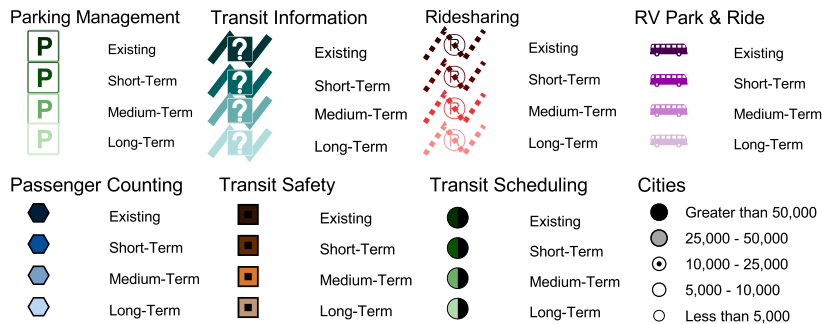 Parking Management
P Existing
P Short-Term
P Medium-Term
P Long-Term
Transit Information
? Existing
? Short-Term
? Medium-Term
? Long-Term
Ridesharing
R Existing
R Short-Term
R Medium-Term
R Long-Term
RV Park & Ride
Existing
Short-Term
Medium-Term
Long-Term
Passenger Counting
Existing
Short-Term
Medium-Term
Long-Term
Transit Safety
Existing
Short-Term
Medium-Term
Long-Term
Transit Scheduling
Existing
Short-Term
Medium-Term
Long-Term
Cities
Greater than 50,000
25,000 - 50,000
10,000 - 25,000
5,000 - 10,000
Less than 5,000